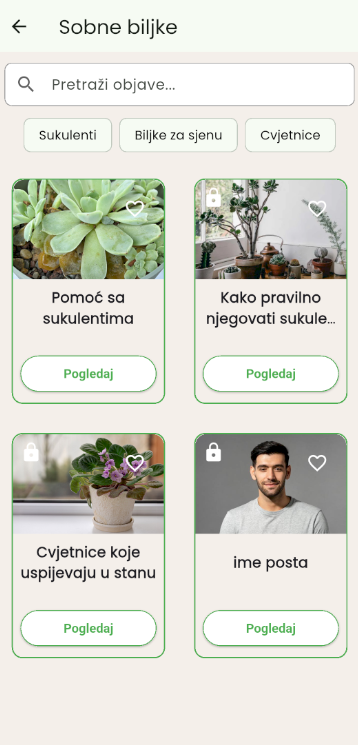 Sobne biljke
Pretraži objave...
Sukulenti
Biljke za sjenu
Cvjetnice
Pomoć sa
sukulentima
Pogledaj
Kako pravilno
njegovati sukule...
Pogledaj
Cvjetnice koje
uspijevaju u stanu
Pogledaj
ime posta
Pogledaj